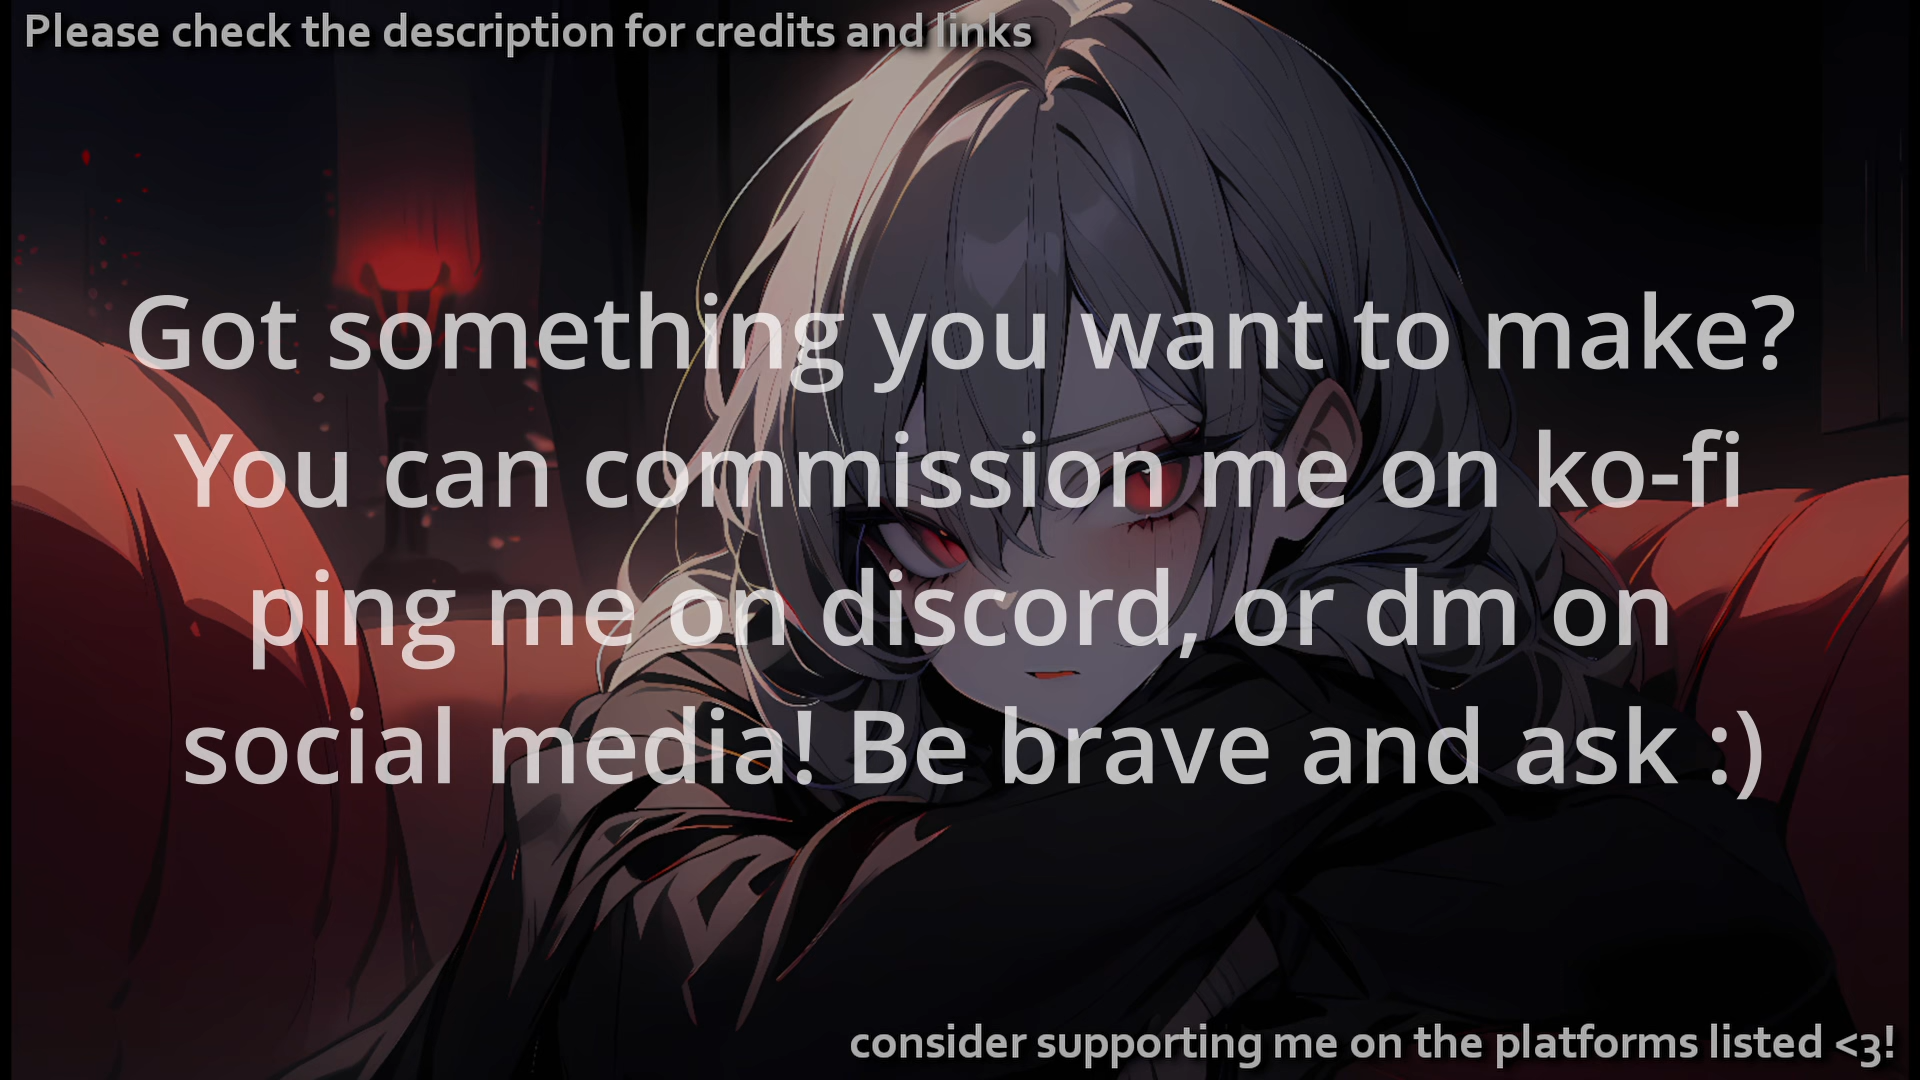 Please check the description for credits and links
Got something you want to make?
You can commission me on ko-fi
ping me on discord, or dm on
social media! Be brave and ask :)
consider supporting me on the platforms listed <3!